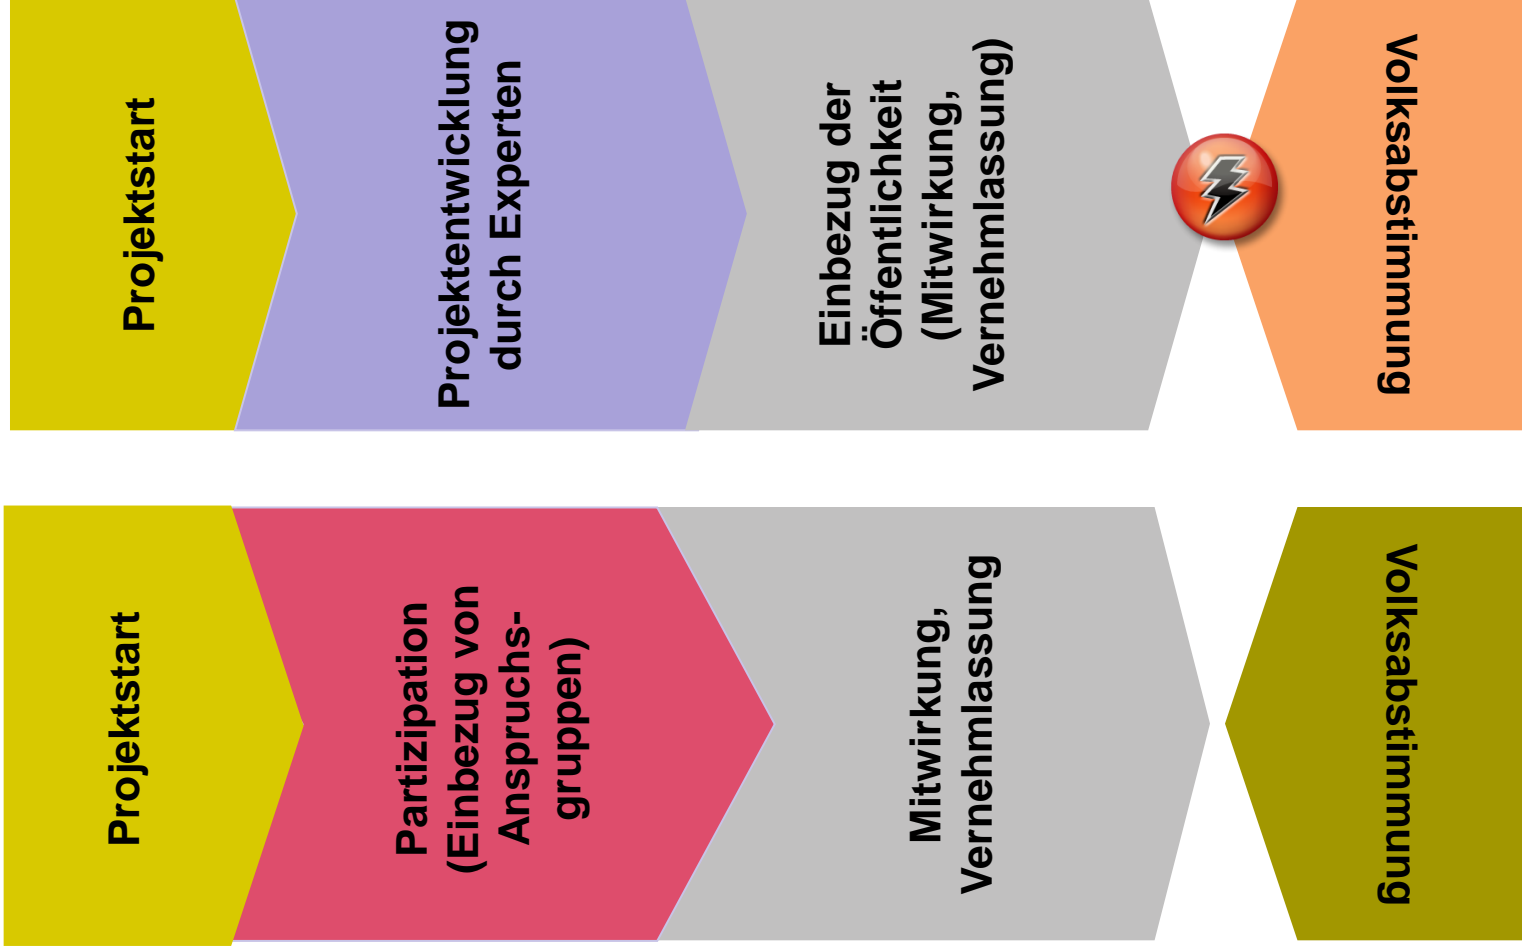 Projektstart
Projektentwicklung
durch Experten
Einbezug der
Öffentlichkeit
(Mitwirkung,
Vernehmlassung)
Volksabstimmung
Projektstart
Partizipation
(Einbezug von
Anspruchs-
gruppen)
Mitwirkung,
Vernehmlassung
Volksabstimmung